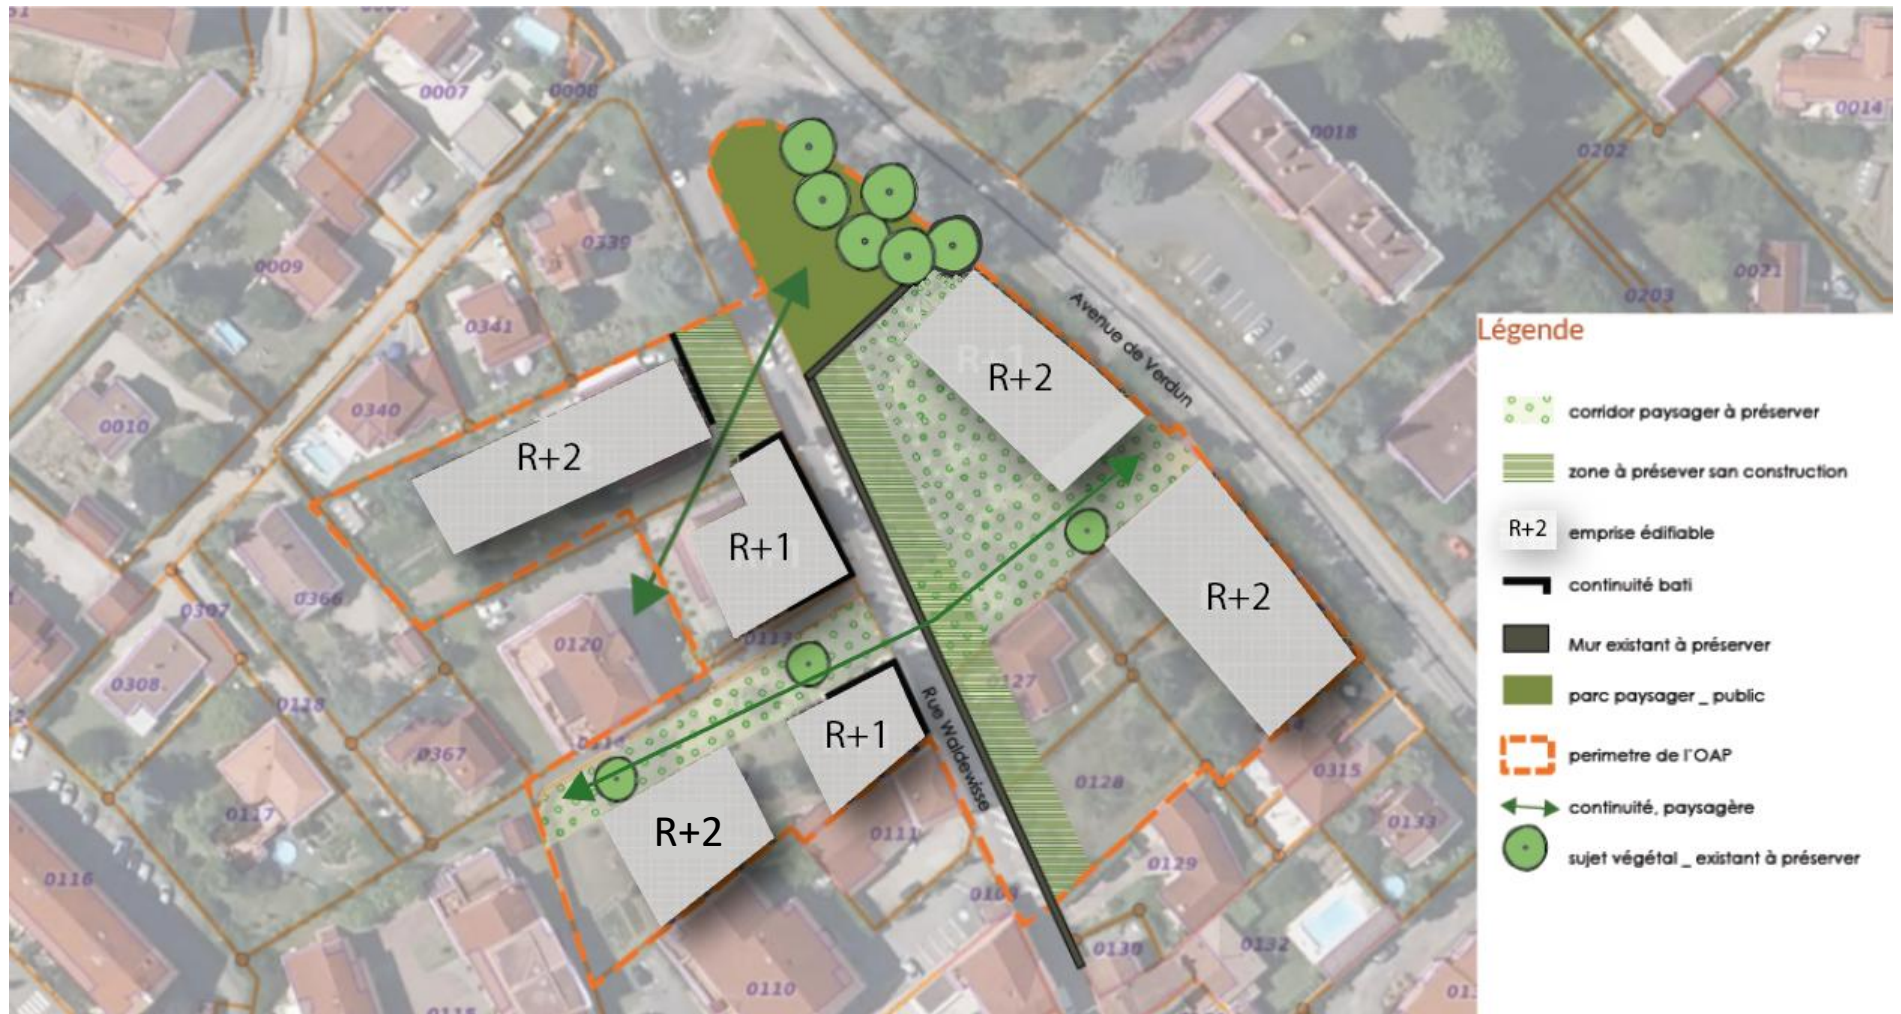 0007
0008
0014
0018
0202
0339
0009
0021
0203
0341
Avenue de Verdun
R+2
0340
0010
R+2
R+1
R+2
0307
0366
0120
0113
0308
0118
0127
Rue Waldewisse
R+1
0367
0128
0315
0117
R+2
0111
0133
0116
0129
0109
0130
0132
0110
Légende
corridor paysager à préserver
zone à présever san construction
R+2 emprise édifiable
continuité bati
Mur existant à préserver
parc paysager _ public
perimetre de l'OAP
continuité, paysagère
sujet végétal _ existant à préserver